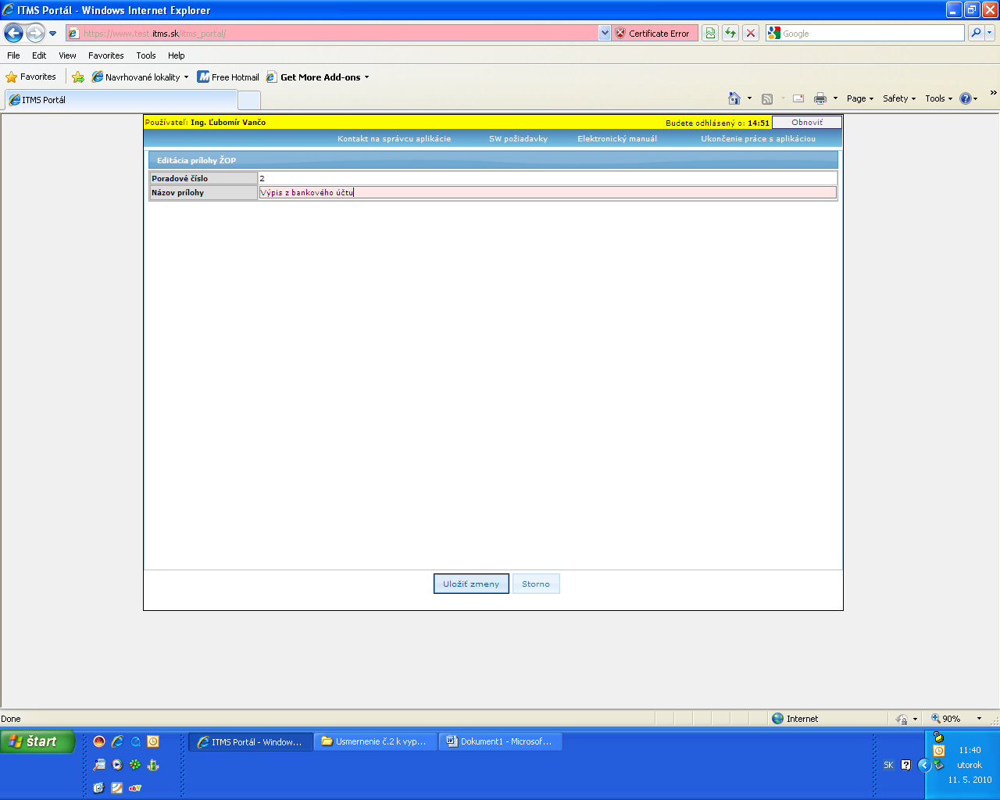 ITMS Portál - Windows Internet Explorer
https://www.test.itms.sk/itms_portal/
Certificate Error
Google
File Edit View Favorites Tools Help
Favorites Navrhované lokality Free Hotmail Get More Add-ons
ITMS Portál
Page Safety Tools
Používateľ: Ing. Ľubomír Vančo
Budete odhlásený o: 14:51 Obnoviť
Kontakt na správcu aplikácie SW požiadavky Elektronický manuál Ukončenie práce s aplikáciou
Editácia prílohy ŽOP
Poradové číslo 2
Názov prílohy Výpis z bankového účtu
Uložiť zmeny Storno
Done Internet 90%
štart ITMS Portál - Window... Usmernenie č.2 k vyp... Dokument1 - Microsof...
SK
11:40
utorok
11. 5. 2010